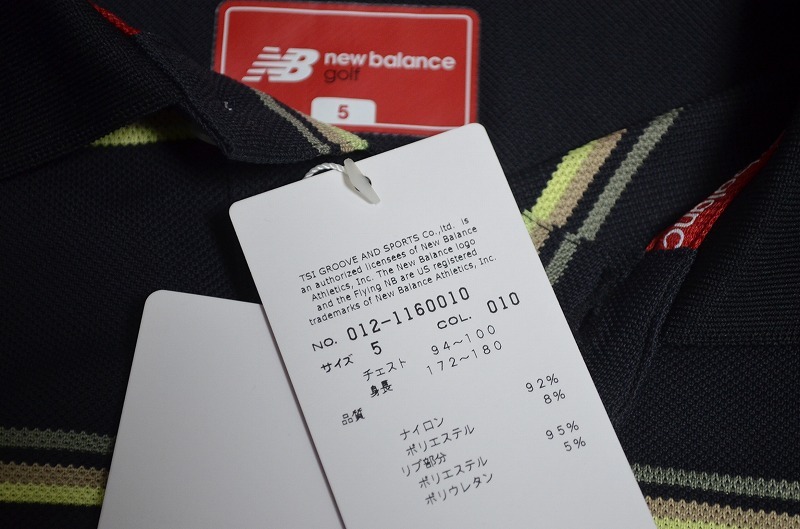 new balance
golf
5
TSI GROOVE AND SPORTS Co.,ltd. is
an authorized licensees of New Balance
Athletics, Inc. The New Balance logo
and the Flying NB are US registered
trademarks of New Balance Athletics, Inc.
NO. 012-1160010
サイズ 5 COL. 010
チェスト 94~100
身長 172~180
品質
ナイロン 92%
ポリエステル 8%
リブ部分
ポリエステル 95%
ポリウレタン 5%
new